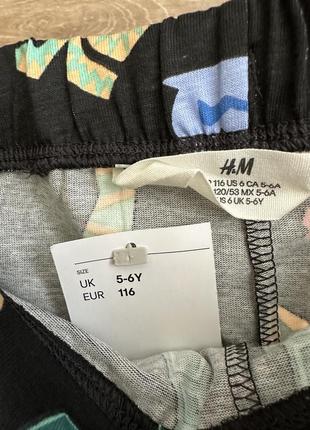 H&M
116 US 6 CA 5-6A
120/53 MX 5-6A
US 6 UK 5-6Y
SIZE
UK 5-6Y
EUR 116